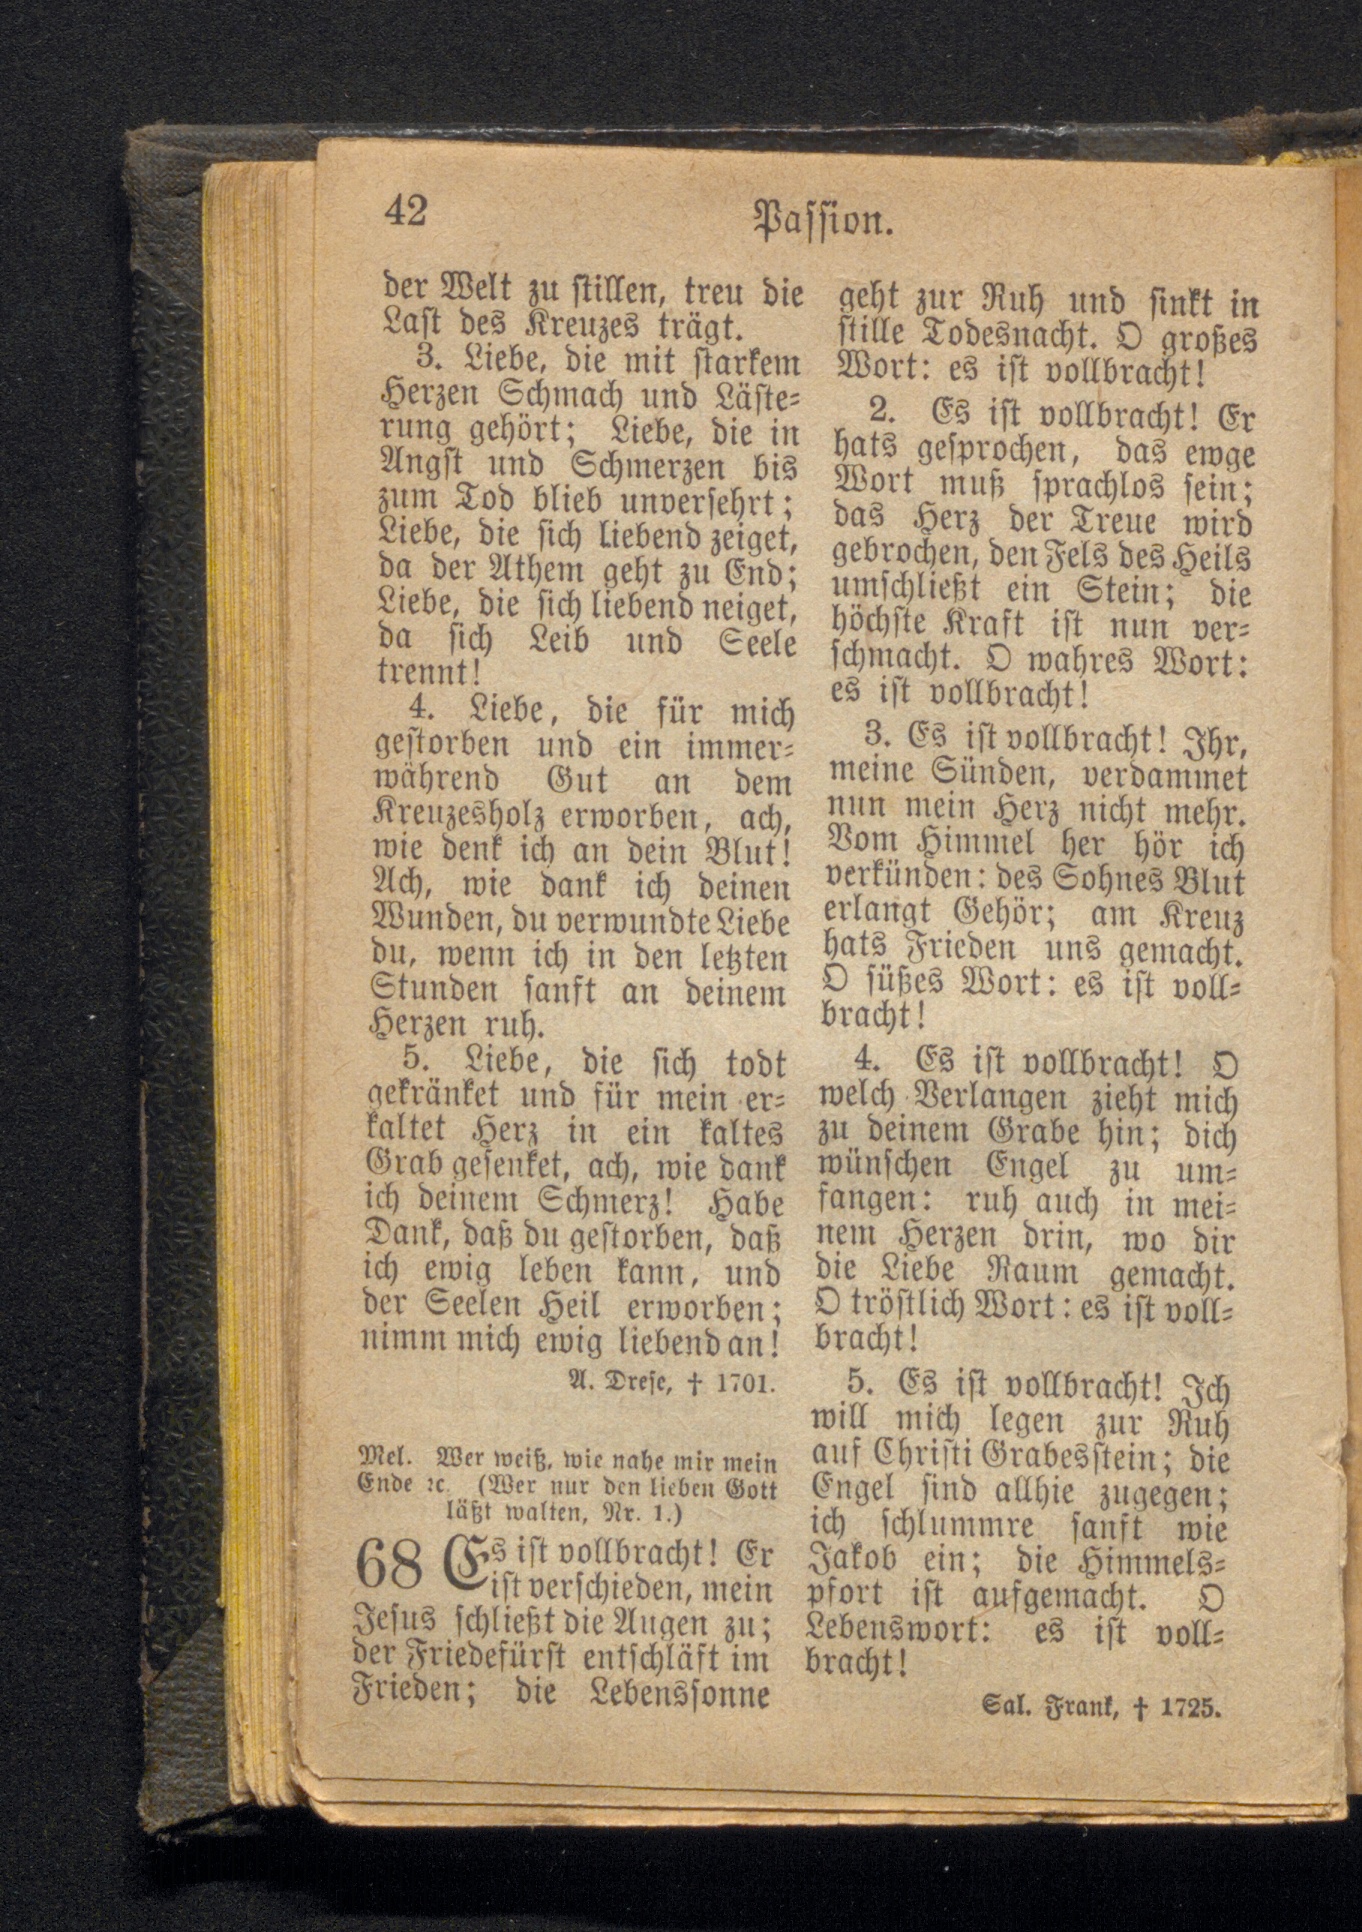 42
Passion.
der Welt zu stillen, treu die
Last des Kreuzes trägt.
3. Liebe, die mit starkem
Herzen Schmach und Läste-
rung gehört; Liebe, die in
Angst und Schmerzen bis
zum Tod blieb unversehrt;
Liebe, die sich liebend zeiget,
da der Athem geht zu End;
Liebe, die sich liebend neiget,
da sich Leib und Seele
trennt!
4. Liebe, die für mich
gestorben und ein immer-
während Gut an dem
Kreuzesholz erworben, ach,
wie denk ich an dein Blut!
Ach, wie dank ich deinen
Wunden, du verwundte Liebe
du, wenn ich in den letzten
Stunden sanft an deinem
Herzen ruh.
5. Liebe, die sich todt
gekränket und für mein er-
kaltet Herz in ein kaltes
Grab gesenket, ach, wie dank
ich deinem Schmerz! Habe
Dank, daß du gestorben, daß
ich ewig leben kann, und
der Seelen Heil erworben;
nimm mich ewig liebend an!
A. Drese, † 1701.
Mel. Wer weiß, wie nahe mir mein
Ende ꝛc. (Wer nur den lieben Gott
läßt walten, Nr. 1.)
68 Es ist vollbracht! Er
ist verschieden, mein
Jesus schließt die Augen zu;
der Friedefürst entschläft im
Frieden; die Lebenssonne
geht zur Ruh und sinkt in
stille Todesnacht. O großes
Wort: es ist vollbracht!
2. Es ist vollbracht! Er
hats gesprochen, das ewge
Wort muß sprachlos sein;
das Herz der Treue wird
gebrochen, den Fels des Heils
umschließt ein Stein; die
höchste Kraft ist nun ver-
schmacht. O wahres Wort:
es ist vollbracht!
3. Es ist vollbracht! Ihr,
meine Sünden, verdammet
nun mein Herz nicht mehr.
Vom Himmel her hör ich
verkünden: des Sohnes Blut
erlangt Gehör; am Kreuz
hats Frieden uns gemacht.
O süßes Wort: es ist voll-
bracht!
4. Es ist vollbracht! O
welch Verlangen zieht mich
zu deinem Grabe hin; dich
wünschen Engel zu um-
fangen: ruh auch in mei-
nem Herzen drin, wo dir
die Liebe Raum gemacht.
O tröstlich Wort: es ist voll-
bracht!
5. Es ist vollbracht! Ich
will mich legen zur Ruh
auf Christi Grabesstein; die
Engel sind allhie zugegen;
ich schlummre sanft wie
Jakob ein; die Himmels-
pfort ist aufgemacht. O
Lebenswort: es ist voll-
bracht!
Sal. Frank, † 1725.